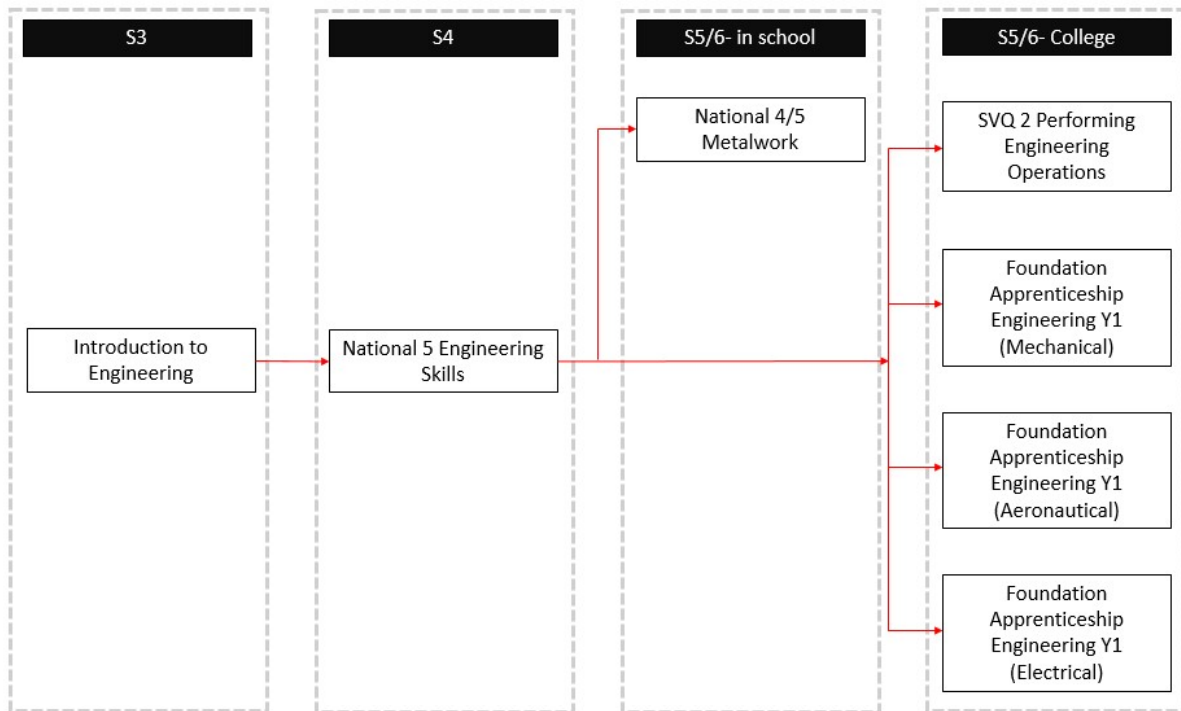 S3
S4
S5/6- in school
S5/6- College
National 4/5
Metalwork
SVQ 2 Performing
Engineering
Operations
Foundation
Apprenticeship
Engineering Y1
(Mechanical)
Introduction to
Engineering
National 5 Engineering
Skills
Foundation
Apprenticeship
Engineering Y1
(Aeronautical)
Foundation
Apprenticeship
Engineering Y1
(Electrical)